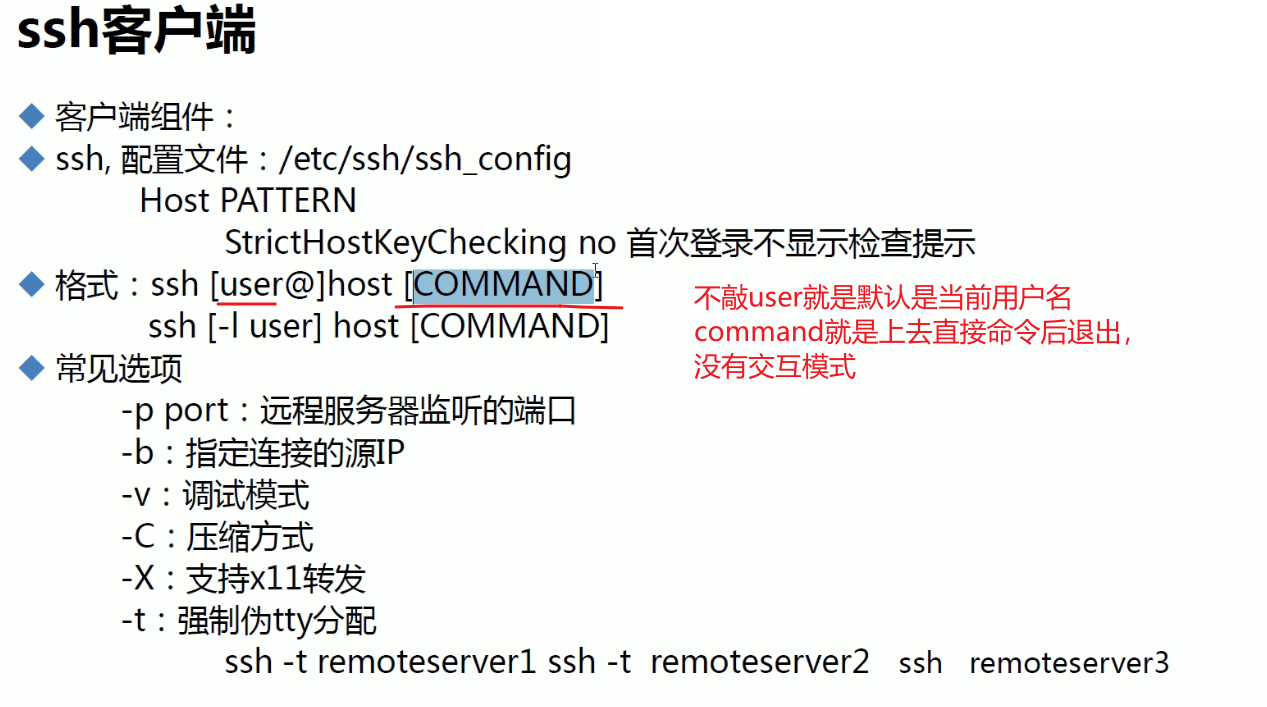 ssh客户端
客户端组件：
ssh, 配置文件：/etc/ssh/ssh_config
Host PATTERN
StrictHostKeyChecking no 首次登录不显示检查提示
格式：ssh [user@]host [COMMAND]
ssh [-l user] host [COMMAND]
不敲user就是默认是当前用户名
command就是上去直接命令后退出，
没有交互模式
常见选项
-p port：远程服务器监听的端口
-b：指定连接的源IP
-v：调试模式
-C：压缩方式
-X：支持x11转发
-t：强制伪tty分配
ssh -t remoteserver1 ssh -t remoteserver2 ssh remoteserver3